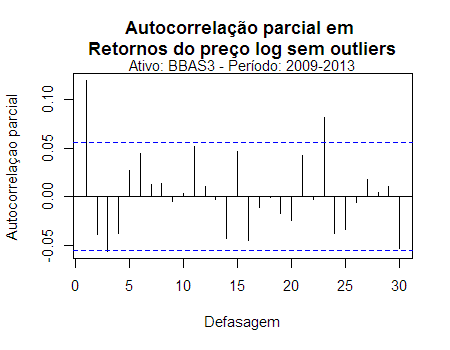 Autocorrelação parcial em
Retornos do preço log sem outliers
Ativo: BBAS3 - Período: 2009-2013
Autocorrelaçao parcial
0.10
0.05
0.00
-0.05
0 5 10 15 20 25 30
Defasagem